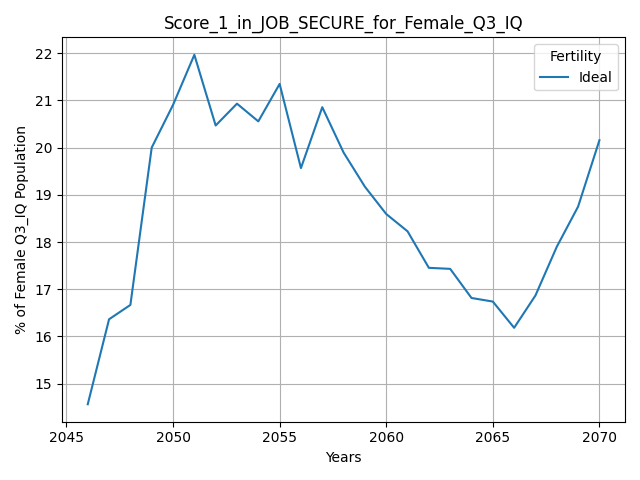 Score_1_in_JOB_SECURE_for_Female_Q3_IQ
Fertility
Ideal
% of Female Q3_IQ Population
22
21
20
19
18
17
16
15
2045 2050 2055 2060 2065 2070
Years